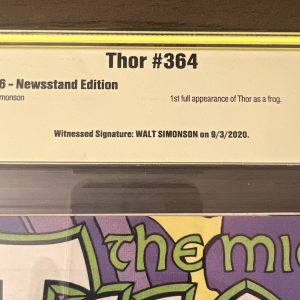 Thor #364
6 - Newsstand Edition
monson 1st full appearance of Thor as a frog.
Witnessed Signature: WALT SIMONSON on 9/3/2020.
the mi